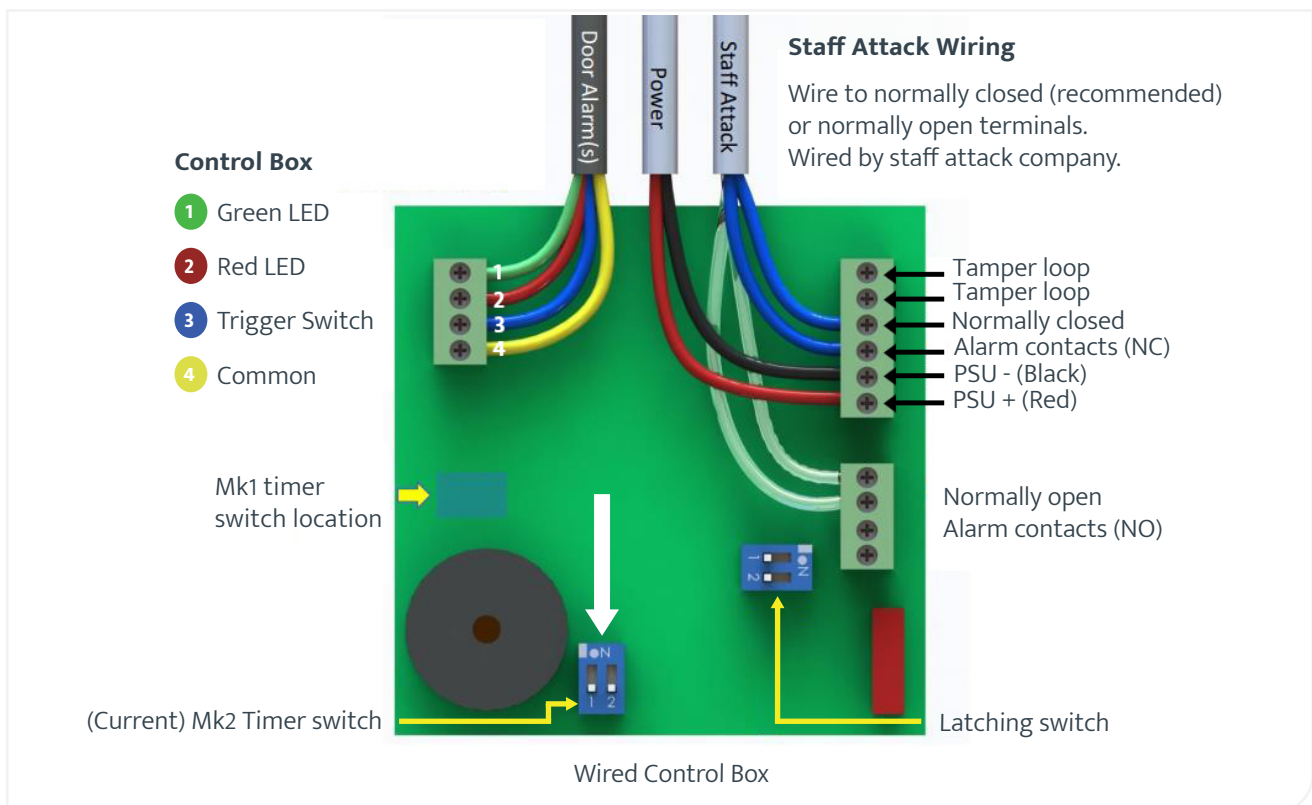 Door Alarm(s)
Power
Staff Attack
Staff Attack Wiring
Wire to normally closed (recommended)
or normally open terminals.
Wired by staff attack company.
Control Box
1 Green LED
2 Red LED
3 Trigger Switch
4 Common
1
2
3
4
Tamper loop
Tamper loop
Normally closed
Alarm contacts (NC)
PSU - (Black)
PSU + (Red)
Mk1 timer
switch location
Normally open
Alarm contacts (NO)
ON
1 2
ON
1 2
(Current) Mk2 Timer switch
Latching switch
Wired Control Box